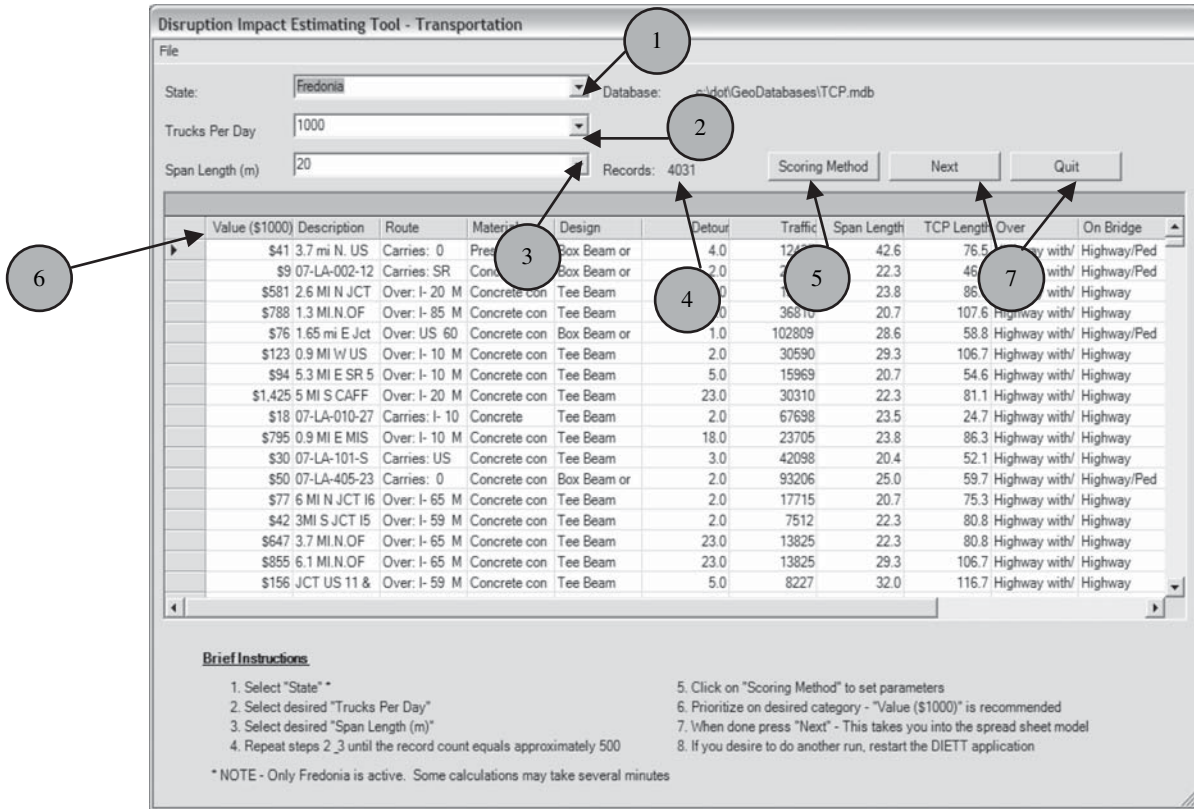 Disruption Impact Estimating Tool - Transportation
1
File
State: Fredonia Database: c:\dot\GeoDatabases\TCP.mdb
Trucks Per Day 1000 2
Span Length (m) 20 Records: 4031 Scoring Method Next Quit
Value ($1000) Description Route Material Design Detour Traffic Span Length TCP Length Over On Bridge
6 3 4 5 7
$41 3.7 mi N. US Carries: 0 Box Beam or 4.0 42.6 76.5 Highway/Ped
$9 07-LA-002-12 Carries: SR Box Beam or 2.0 22.3 Highway/Ped
$581 2.6 MI N JCT Over: I- 20 M Concrete con Tee Beam 23.8 Highway
$788 1.3 MI.N.OF Over: I- 85 M Concrete con Tee Beam 36810 20.7 107.6 Highway with/ Highway
$76 1.65 mi E Jct Over: US 60 Concrete con Box Beam or 1.0 102809 28.6 58.8 Highway with/ Highway/Ped
$123 0.9 MI W US Over: I- 10 M Concrete con Tee Beam 2.0 30590 29.3 106.7 Highway with/ Highway
$94 5.3 MI E SR 5 Over: I- 10 M Concrete con Tee Beam 5.0 15969 20.7 54.6 Highway with/ Highway
$1,425 5 MI S CAFF Over: I- 20 M Concrete con Tee Beam 23.0 30310 22.3 81.1 Highway with/ Highway
$18 07-LA-010-27 Carries: I- 10 Concrete Tee Beam 2.0 67698 23.5 24.7 Highway with/ Highway
$795 0.9 MI E MIS Over: I- 10 M Concrete con Tee Beam 18.0 23705 23.8 86.3 Highway with/ Highway
$30 07-LA-101-S Carries: US Concrete con Tee Beam 3.0 42098 20.4 52.1 Highway with/ Highway
$50 07-LA-405-23 Carries: 0 Concrete con Box Beam or 2.0 93206 25.0 59.7 Highway with/ Highway/Ped
$77 6 MI N JCT I6 Over: I- 65 M Concrete con Tee Beam 2.0 17715 20.7 75.3 Highway with/ Highway
$42 3MI S JCT I5 Over: I- 59 M Concrete con Tee Beam 2.0 7512 22.3 80.8 Highway with/ Highway
$647 3.7 MI.N.OF Over: I- 65 M Concrete con Tee Beam 23.0 13825 22.3 80.8 Highway with/ Highway
$855 6.1 MI.N.OF Over: I- 65 M Concrete con Tee Beam 23.0 13825 29.3 106.7 Highway with/ Highway
$156 JCT US 11 & Over: I- 59 M Concrete con Tee Beam 5.0 8227 32.0 116.7 Highway with/ Highway
Brief Instructions
1. Select "State" *
2. Select desired "Trucks Per Day"
3. Select desired "Span Length (m)"
4. Repeat steps 2_3 until the record count equals approximately 500
5. Click on "Scoring Method" to set parameters
6. Prioritize on desired category - "Value ($1000)" is recommended
7. When done press "Next" - This takes you into the spread sheet model
8. If you desire to do another run, restart the DIETT application
* NOTE - Only Fredonia is active. Some calculations may take several minutes